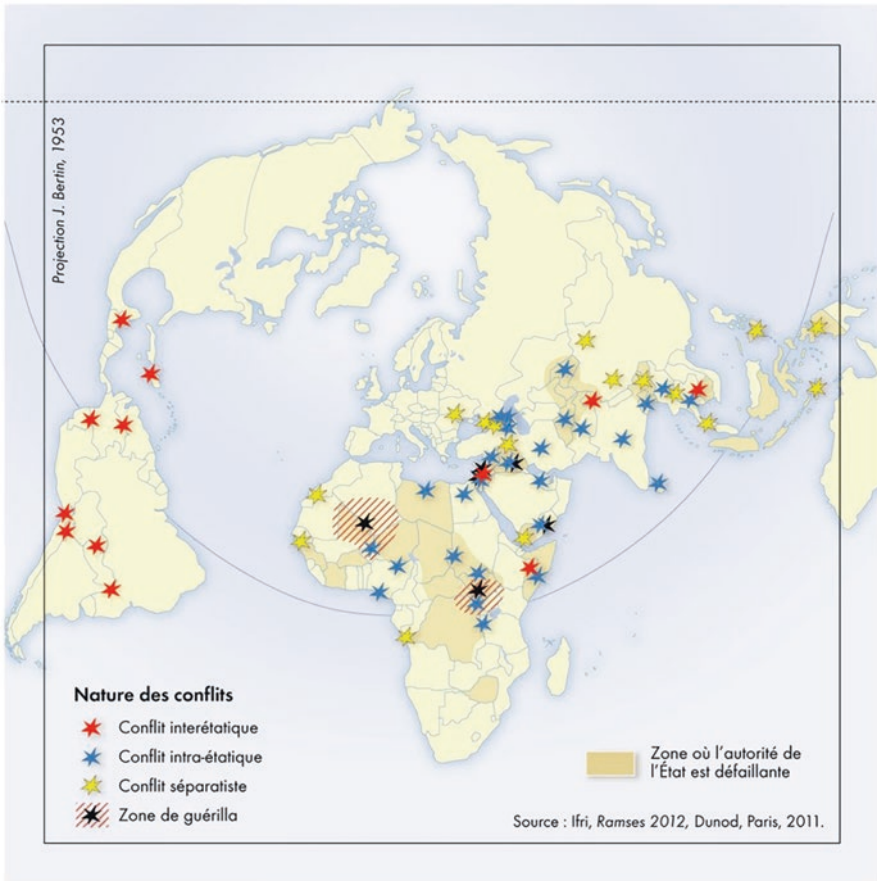 Projection J. Bertin, 1953
Nature des conflits
Conflit interétatique
Conflit intra-étatique
Conflit séparatiste
Zone de guérilla
Zone où l'autorité de
l'État est défaillante
Source : Ifri, Ramses 2012, Dunod, Paris, 2011.